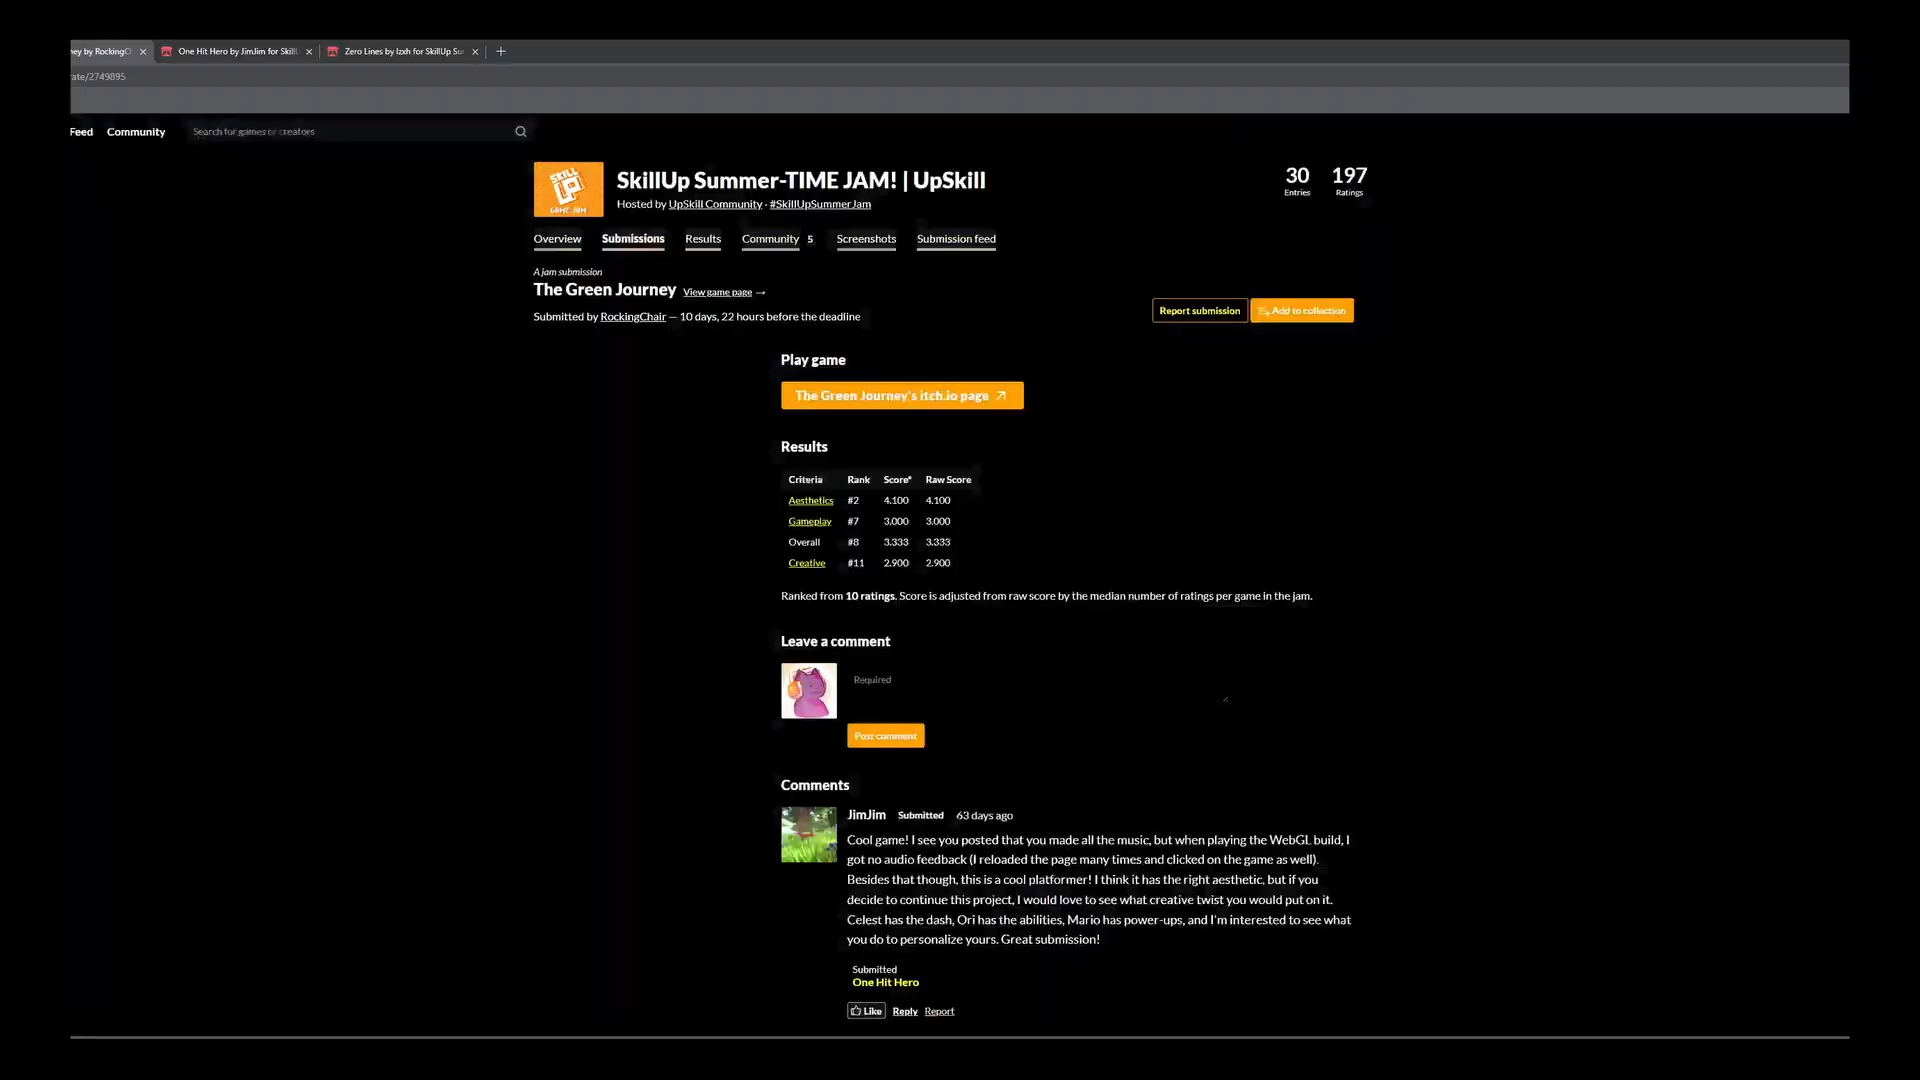 ney by RockingCh
One Hit Hero by JimJim for Skill
Zero Lines by Izxh for SkillUp Su
rate/2749895
Feed Community Search for games or creators
SKILL UP GAME JAM
SkillUp Summer-TIME JAM! | UpSkill
Hosted by UpSkill Community · #SkillUpSummerJam
30 Entries
197 Ratings
Overview Submissions Results Community 5 Screenshots Submission feed
A jam submission
The Green Journey View game page →
Submitted by RockingChair — 10 days, 22 hours before the deadline
Report submission Add to collection
Play game
The Green Journey's itch.io page
Results
Criteria Rank Score* Raw Score
Aesthetics #2 4.100 4.100
Gameplay #7 3.000 3.000
Overall #8 3.333 3.333
Creative #11 2.900 2.900
Ranked from 10 ratings. Score is adjusted from raw score by the median number of ratings per game in the jam.
Leave a comment
Required
Post comment
Comments
JimJim Submitted 63 days ago
Cool game! I see you posted that you made all the music, but when playing the WebGL build, I
got no audio feedback (I reloaded the page many times and clicked on the game as well).
Besides that though, this is a cool platformer! I think it has the right aesthetic, but if you
decide to continue this project, I would love to see what creative twist you would put on it.
Celest has the dash, Ori has the abilities, Mario has power-ups, and I'm interested to see what
you do to personalize yours. Great submission!
Submitted
One Hit Hero
Like Reply Report